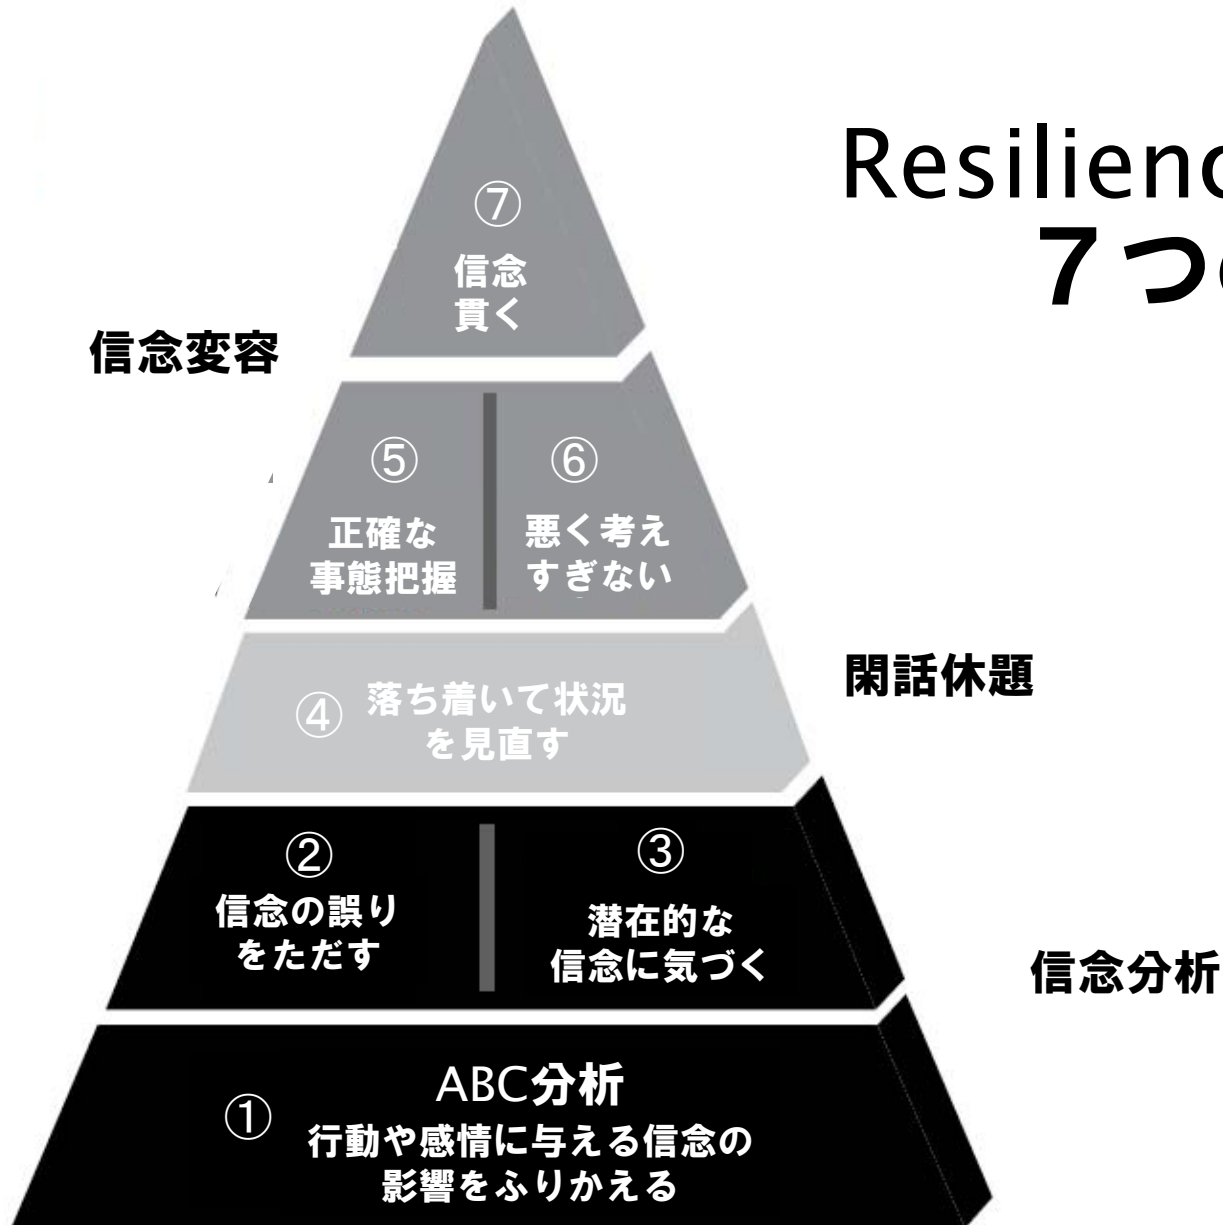 Resilienc
７つ
⑦
信念
貫く
信念変容
⑤
正確な
事態把握
⑥
悪く考え
すぎない
閑話休題
④
落ち着いて状況
を見直す
②
信念の誤り
をただす
③
潜在的な
信念に気づく
信念分析
①
ABC分析
行動や感情に与える信念の
影響をふりかえる